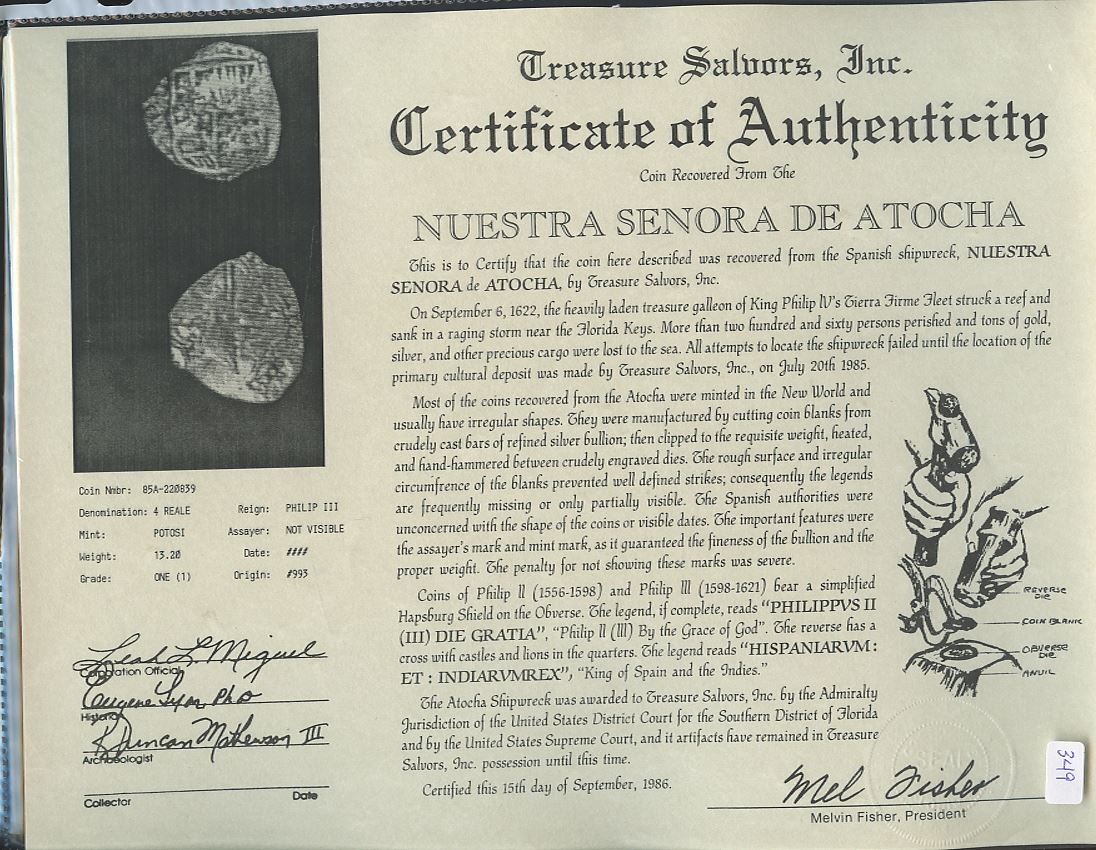 Treasure Salvors, Inc.
Certificate of Authenticity
Coin Recovered From The
NUESTRA SENORA DE ATOCHA
This is to Certify that the coin here described was recovered from the Spanish shipwreck, NUESTRA
SENORA de ATOCHA, by Treasure Salvors, Inc.
On September 6, 1622, the heavily laden treasure galleon of King Philip IV's Tierra Firme Fleet struck a reef and
sank in a raging storm near the Florida Keys. More than two hundred and sixty persons perished and tons of gold,
silver, and other precious cargo were lost to the sea. All attempts to locate the shipwreck failed until the location of the
primary cultural deposit was made by Treasure Salvors, Inc., on July 20th 1985.
Most of the coins recovered from the Atocha were minted in the New World and
usually have irregular shapes. They were manufactured by cutting coin blanks from
crudely cast bars of refined silver bullion; then clipped to the requisite weight, heated,
and hand-hammered between crudely engraved dies. The rough surface and irregular
circumfrence of the blanks prevented well defined strikes; consequently the legends
are frequently missing or only partially visible. The Spanish authorities were
unconcerned with the shape of the coins or visible dates. The important features were
the assayer's mark and mint mark, as it guaranteed the fineness of the bullion and the
proper weight. The penalty for not showing these marks was severe.
Coins of Philip II (1556-1598) and Philip III (1598-1621) bear a simplified
Hapsburg Shield on the Obverse. The legend, if complete, reads "PHILIPPVS II
(III) DIE GRATIA", "Philip II (III) By the Grace of God". The reverse has a
cross with castles and lions in the quarters. The legend reads "HISPANIARVM :
ET : INDIARVMREX", "King of Spain and the Indies."
The Atocha Shipwreck was awarded to Treasure Salvors, Inc. by the Admiralty
Jurisdiction of the United States District Court for the Southern District of Florida
and by the United States Supreme Court, and it artifacts have remained in Treasure
Salvors, Inc. possession until this time.
Certified this 15th day of September, 1986.
Mel Fisher
Melvin Fisher, President
REVERSE
DIE
COIN BLANK
OBVERSE
DIE
ANVIL
349
Coin Nmbr: 85A-220839
Denomination: 4 REALE Reign: PHILIP III
Mint: POTOSI Assayer: NOT VISIBLE
Weight: 13.20 Date: ####
Grade: ONE (1) Origin: #993
Leah L. Miguel
Corporation Official
Eugene Lyon, PhD
Historian
R Duncan Mathewson III
Archeologist
Collector Date